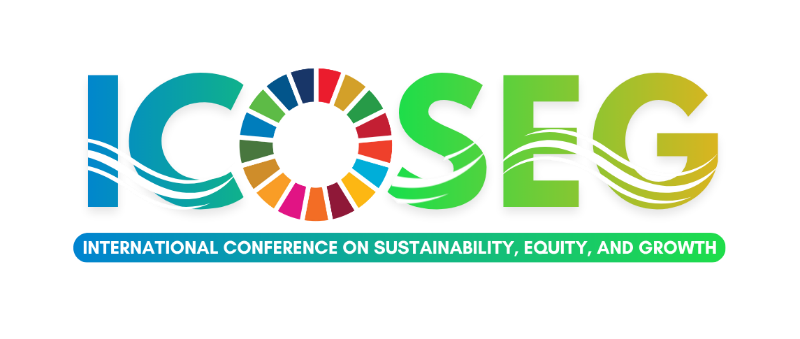 ICOSEG
INTERNATIONAL CONFERENCE ON SUSTAINABILITY, EQUITY, AND GROWTH